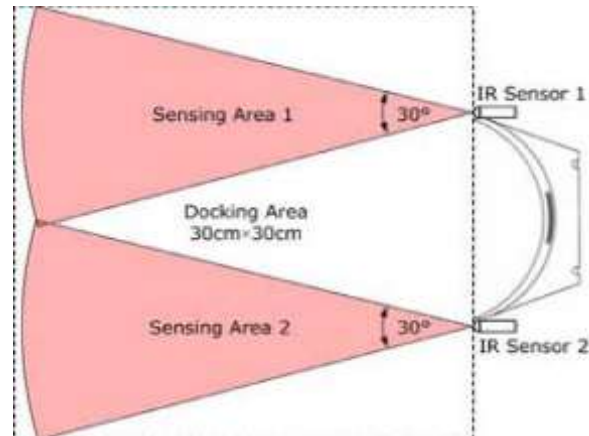 IR Sensor 1
Sensing Area 1
30°
Docking Area
30cm×30cm
Sensing Area 2
30°
IR Sensor 2